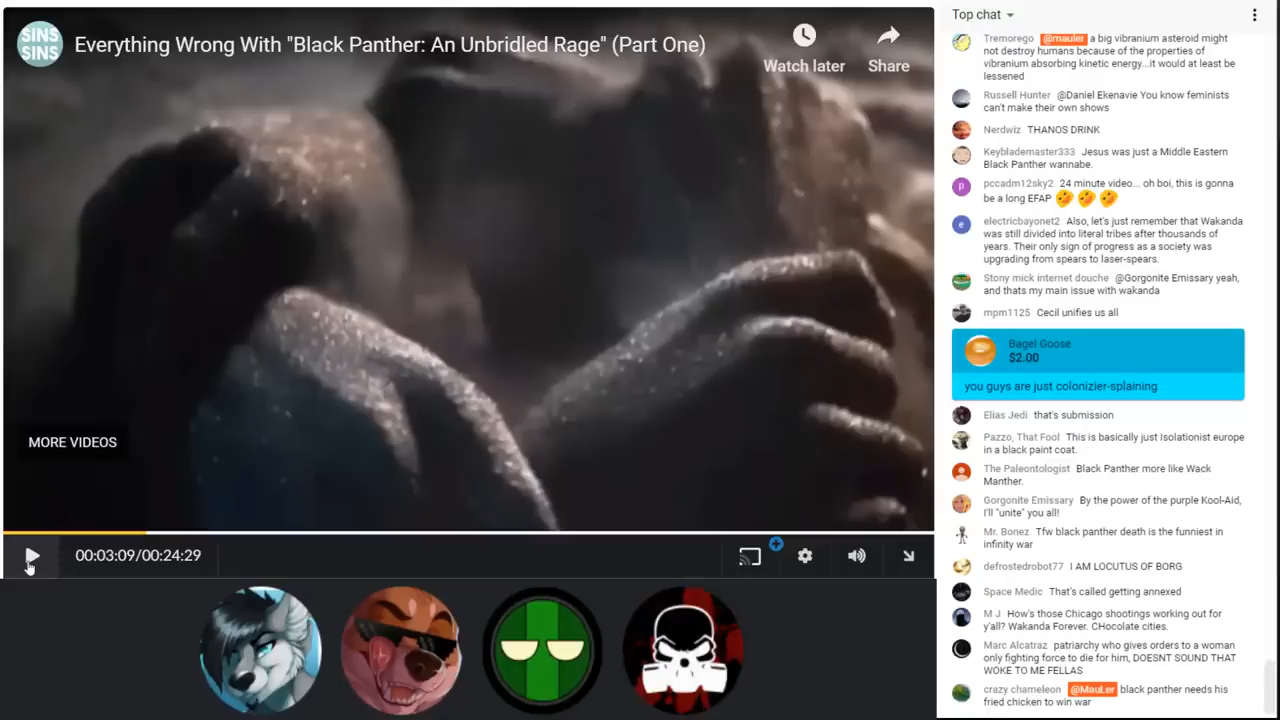 SINS
SINS
Everything Wrong With "Black Panther: An Unbridled Rage" (Part One)
Watch later
Share
MORE VIDEOS
00:03:09/00:24:29
Top chat
Tremorego @mauler a big vibranium asteroid might
not destroy humans because of the properties of
vibranium absorbing kinetic energy...it would at least be
lessened
Russell Hunter @Daniel Ekenavie You know feminists
can't make their own shows
Nerdwiz THANOS DRINK
Keyblademaster333 Jesus was just a Middle Eastern
Black Panther wannabe.
p
pccadm12sky2 24 minute video... oh boi, this is gonna
be a long EFAP
e
electricbayonet2 Also, let's just remember that Wakanda
was still divided into literal tribes after thousands of
years. Their only sign of progress as a society was
upgrading from spears to laser-spears.
Stony mick internet douche @Gorgonite Emissary yeah,
and thats my main issue with wakanda
mpm1125 Cecil unifies us all
Bagel Goose
$2.00
you guys are just colonizier-splaining
Elias Jedi that's submission
Pazzo, That Fool This is basically just Isolationist europe
in a black paint coat.
The Paleontologist Black Panther more like Wack
Manther.
Gorgonite Emissary By the power of the purple Kool-Aid,
I'll "unite" you all!
Mr. Bonez Tfw black panther death is the funniest in
infinity war
defrostedrobot77 I AM LOCUTUS OF BORG
Space Medic That's called getting annexed
M J How's those Chicago shootings working out for
y'all? Wakanda Forever. CHocolate cities.
Marc Alcatraz patriarchy who gives orders to a woman
only fighting force to die for him, DOESNT SOUND THAT
WOKE TO ME FELLAS
crazy chameleon @MauLer black panther needs his
fried chicken to win war